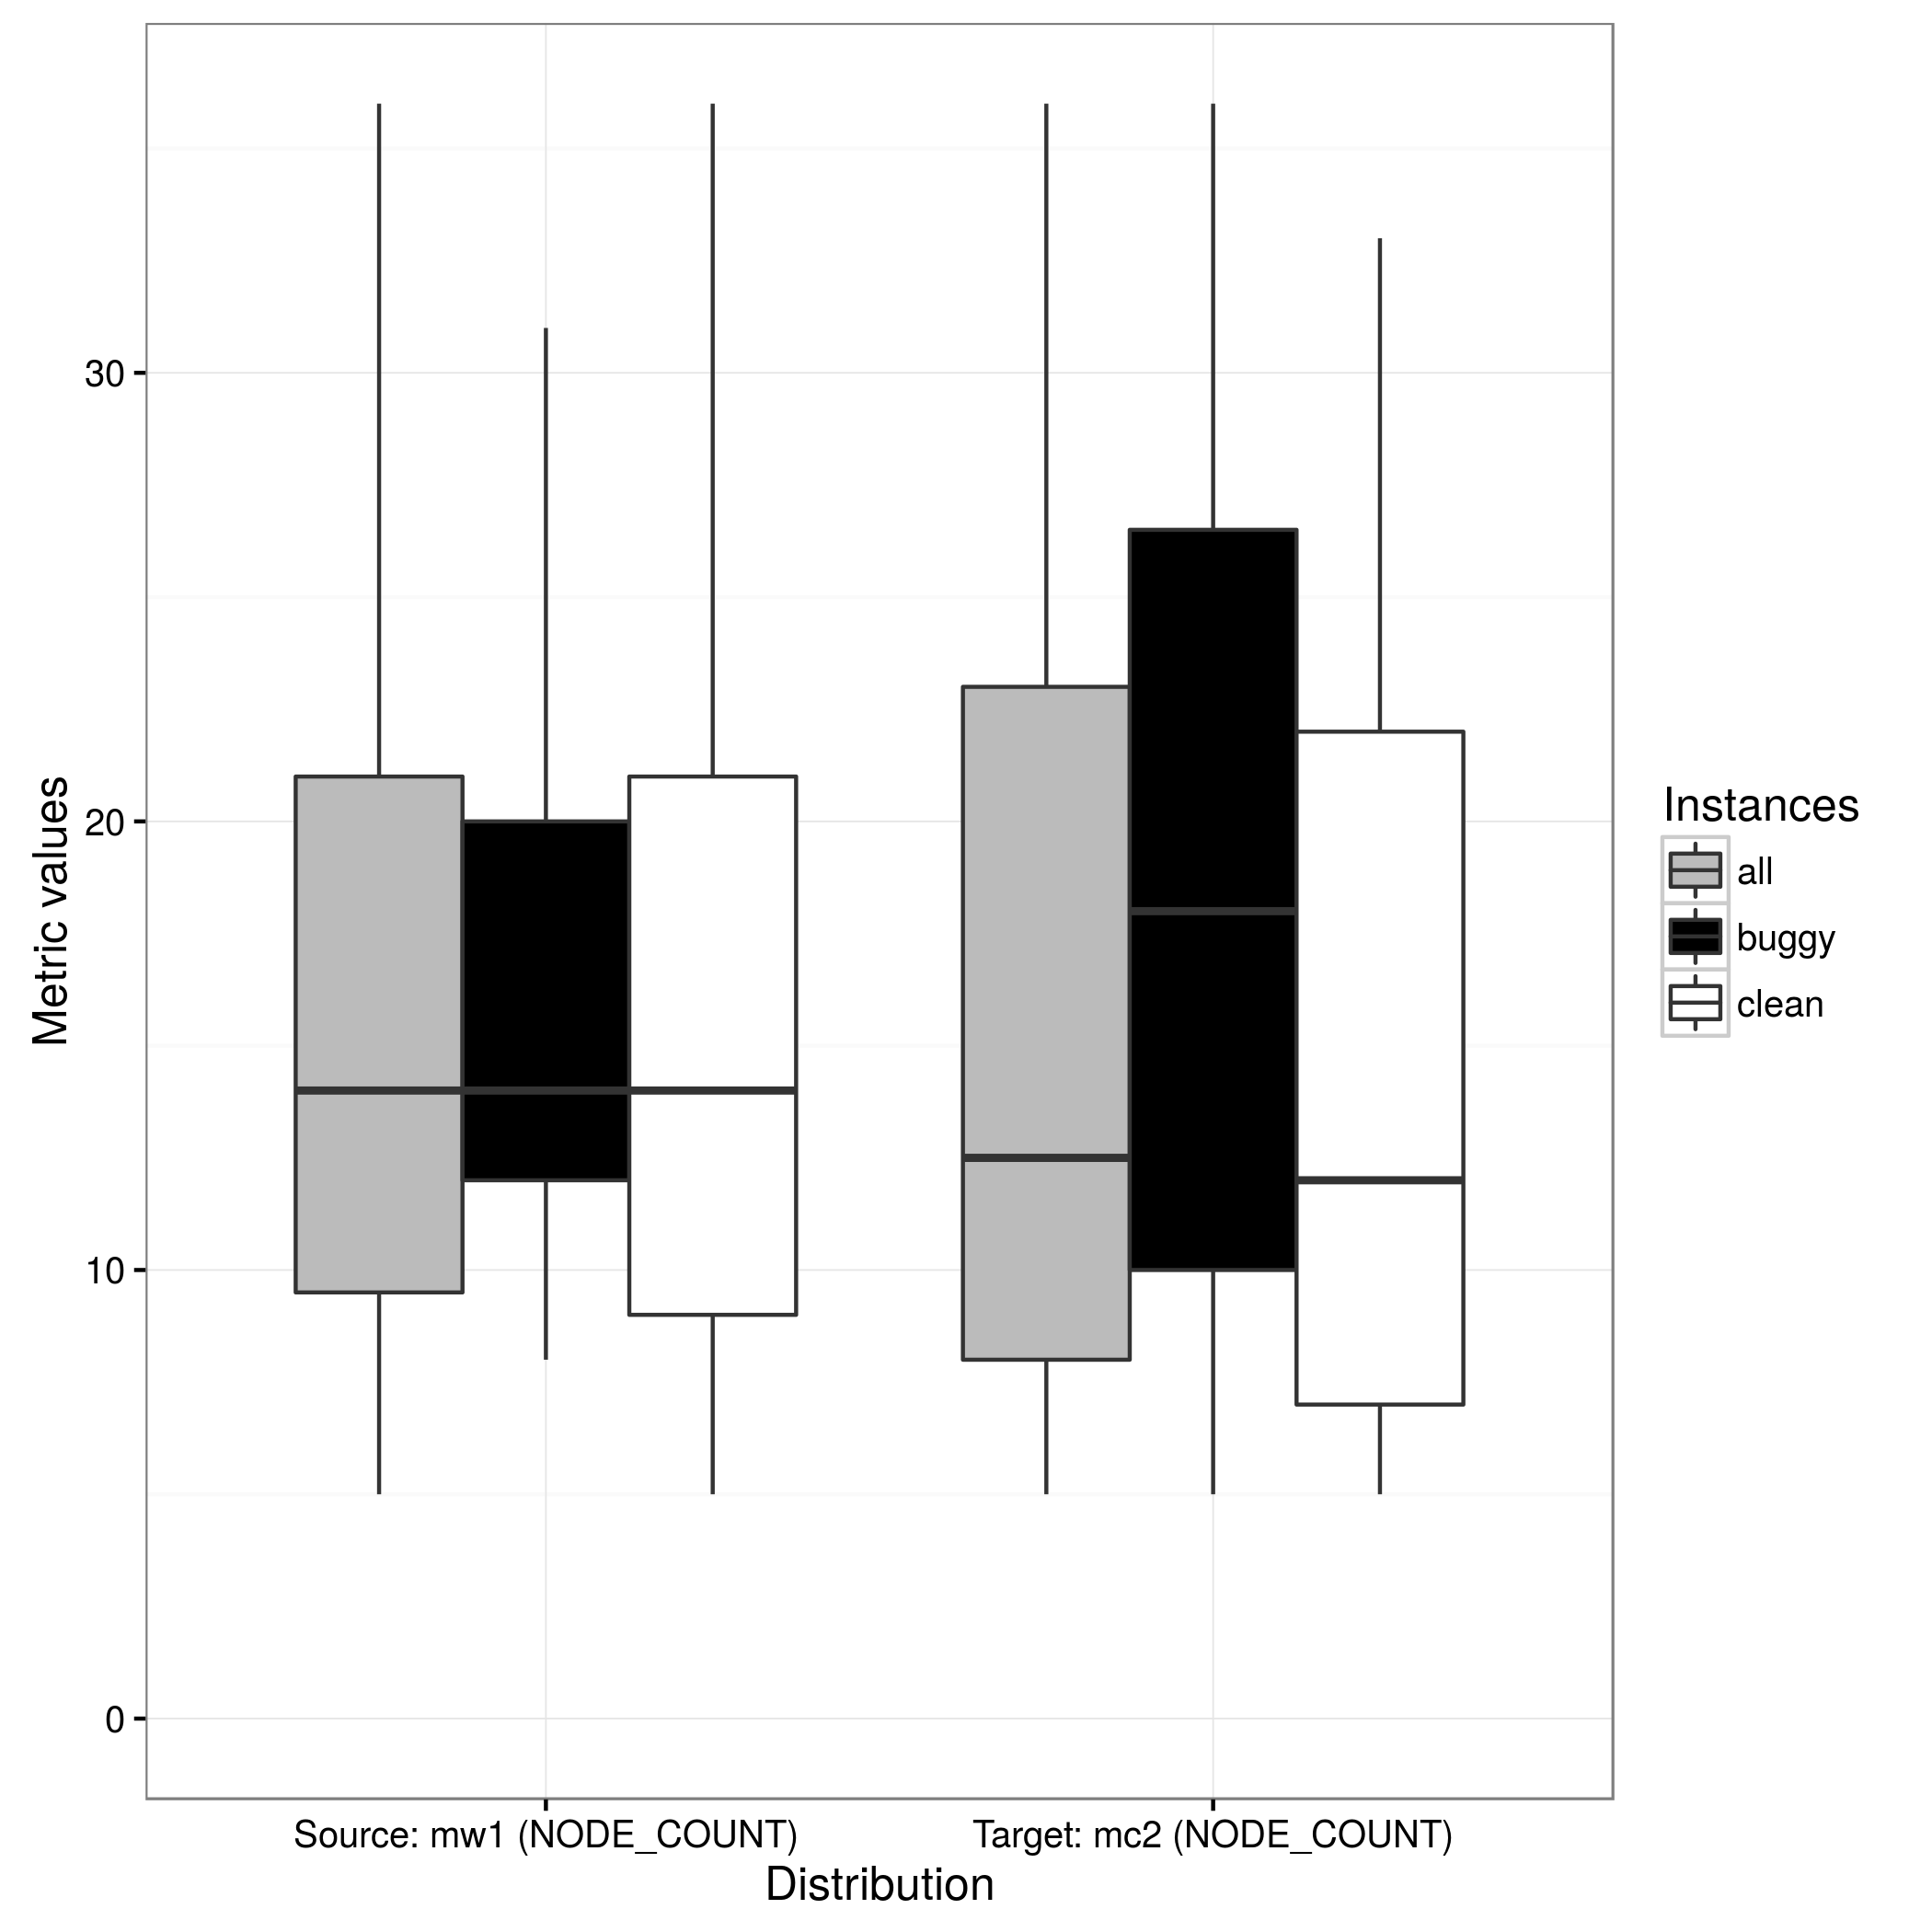 Metric values
30
20
10
0
Source: mw1 (NODE_COUNT)
Target: mc2 (NODE_COUNT)
Distribution
Instances
all
buggy
clean